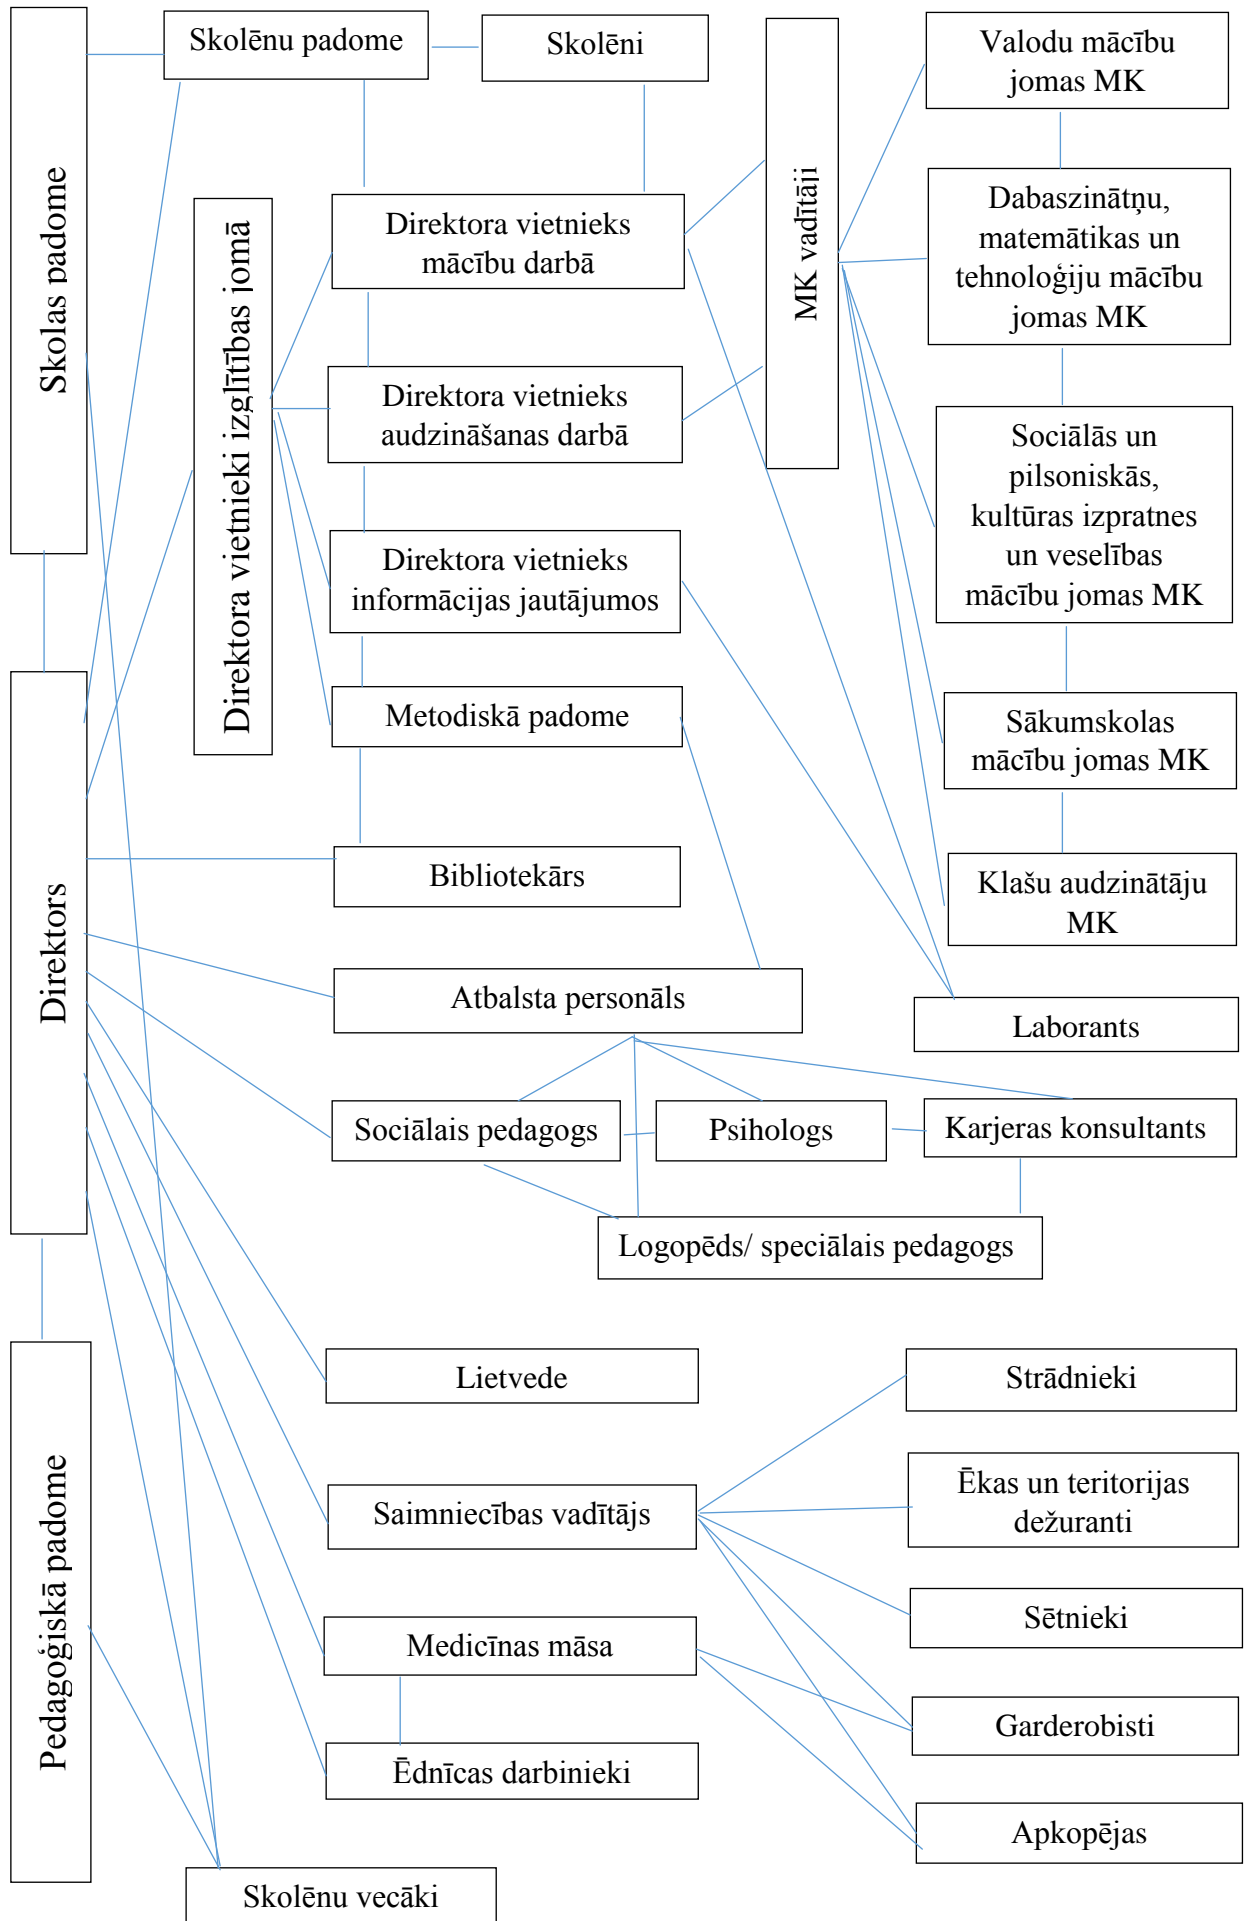 Skolēnu padome
Skolēni
Valodu mācību
jomas MK
Skolas padome
MK vadītāji
Dabaszinātņu,
matemātikas un
tehnoloģiju mācību
jomas MK
Direktora vietnieki izglītības jomā
Direktora vietnieks
mācību darbā
Direktora vietnieks
audzināšanas darbā
Sociālās un
pilsoniskās,
kultūras izpratnes
un veselības
mācību jomas MK
Direktora vietnieks
informācijas jautājumos
Metodiskā padome
Sākumskolas
mācību jomas MK
Direktors
Bibliotekārs
Klašu audzinātāju
MK
Atbalsta personāls
Laborants
Sociālais pedagogs
Psihologs
Karjeras konsultants
Logopēds/ speciālais pedagogs
Pedagoģiskā padome
Lietvede
Strādnieki
Saimniecības vadītājs
Ēkas un teritorijas
dežuranti
Sētnieki
Medicīnas māsa
Garderobisti
Ēdnīcas darbinieki
Apkopējas
Skolēnu vecāki